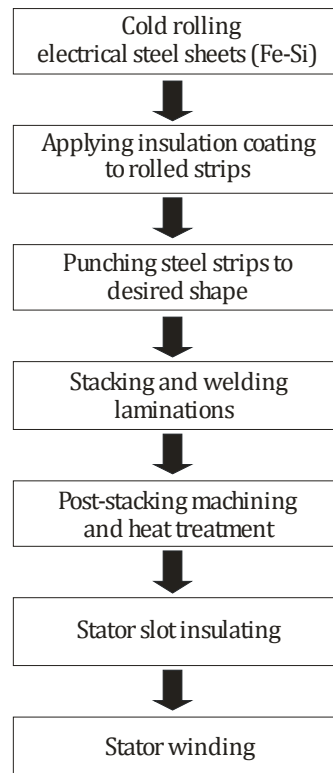 Cold rolling
electrical steel sheets (Fe-Si)
Applying insulation coating
to rolled strips
Punching steel strips to
desired shape
Stacking and welding
laminations
Post-stacking machining
and heat treatment
Stator slot insulating
Stator winding